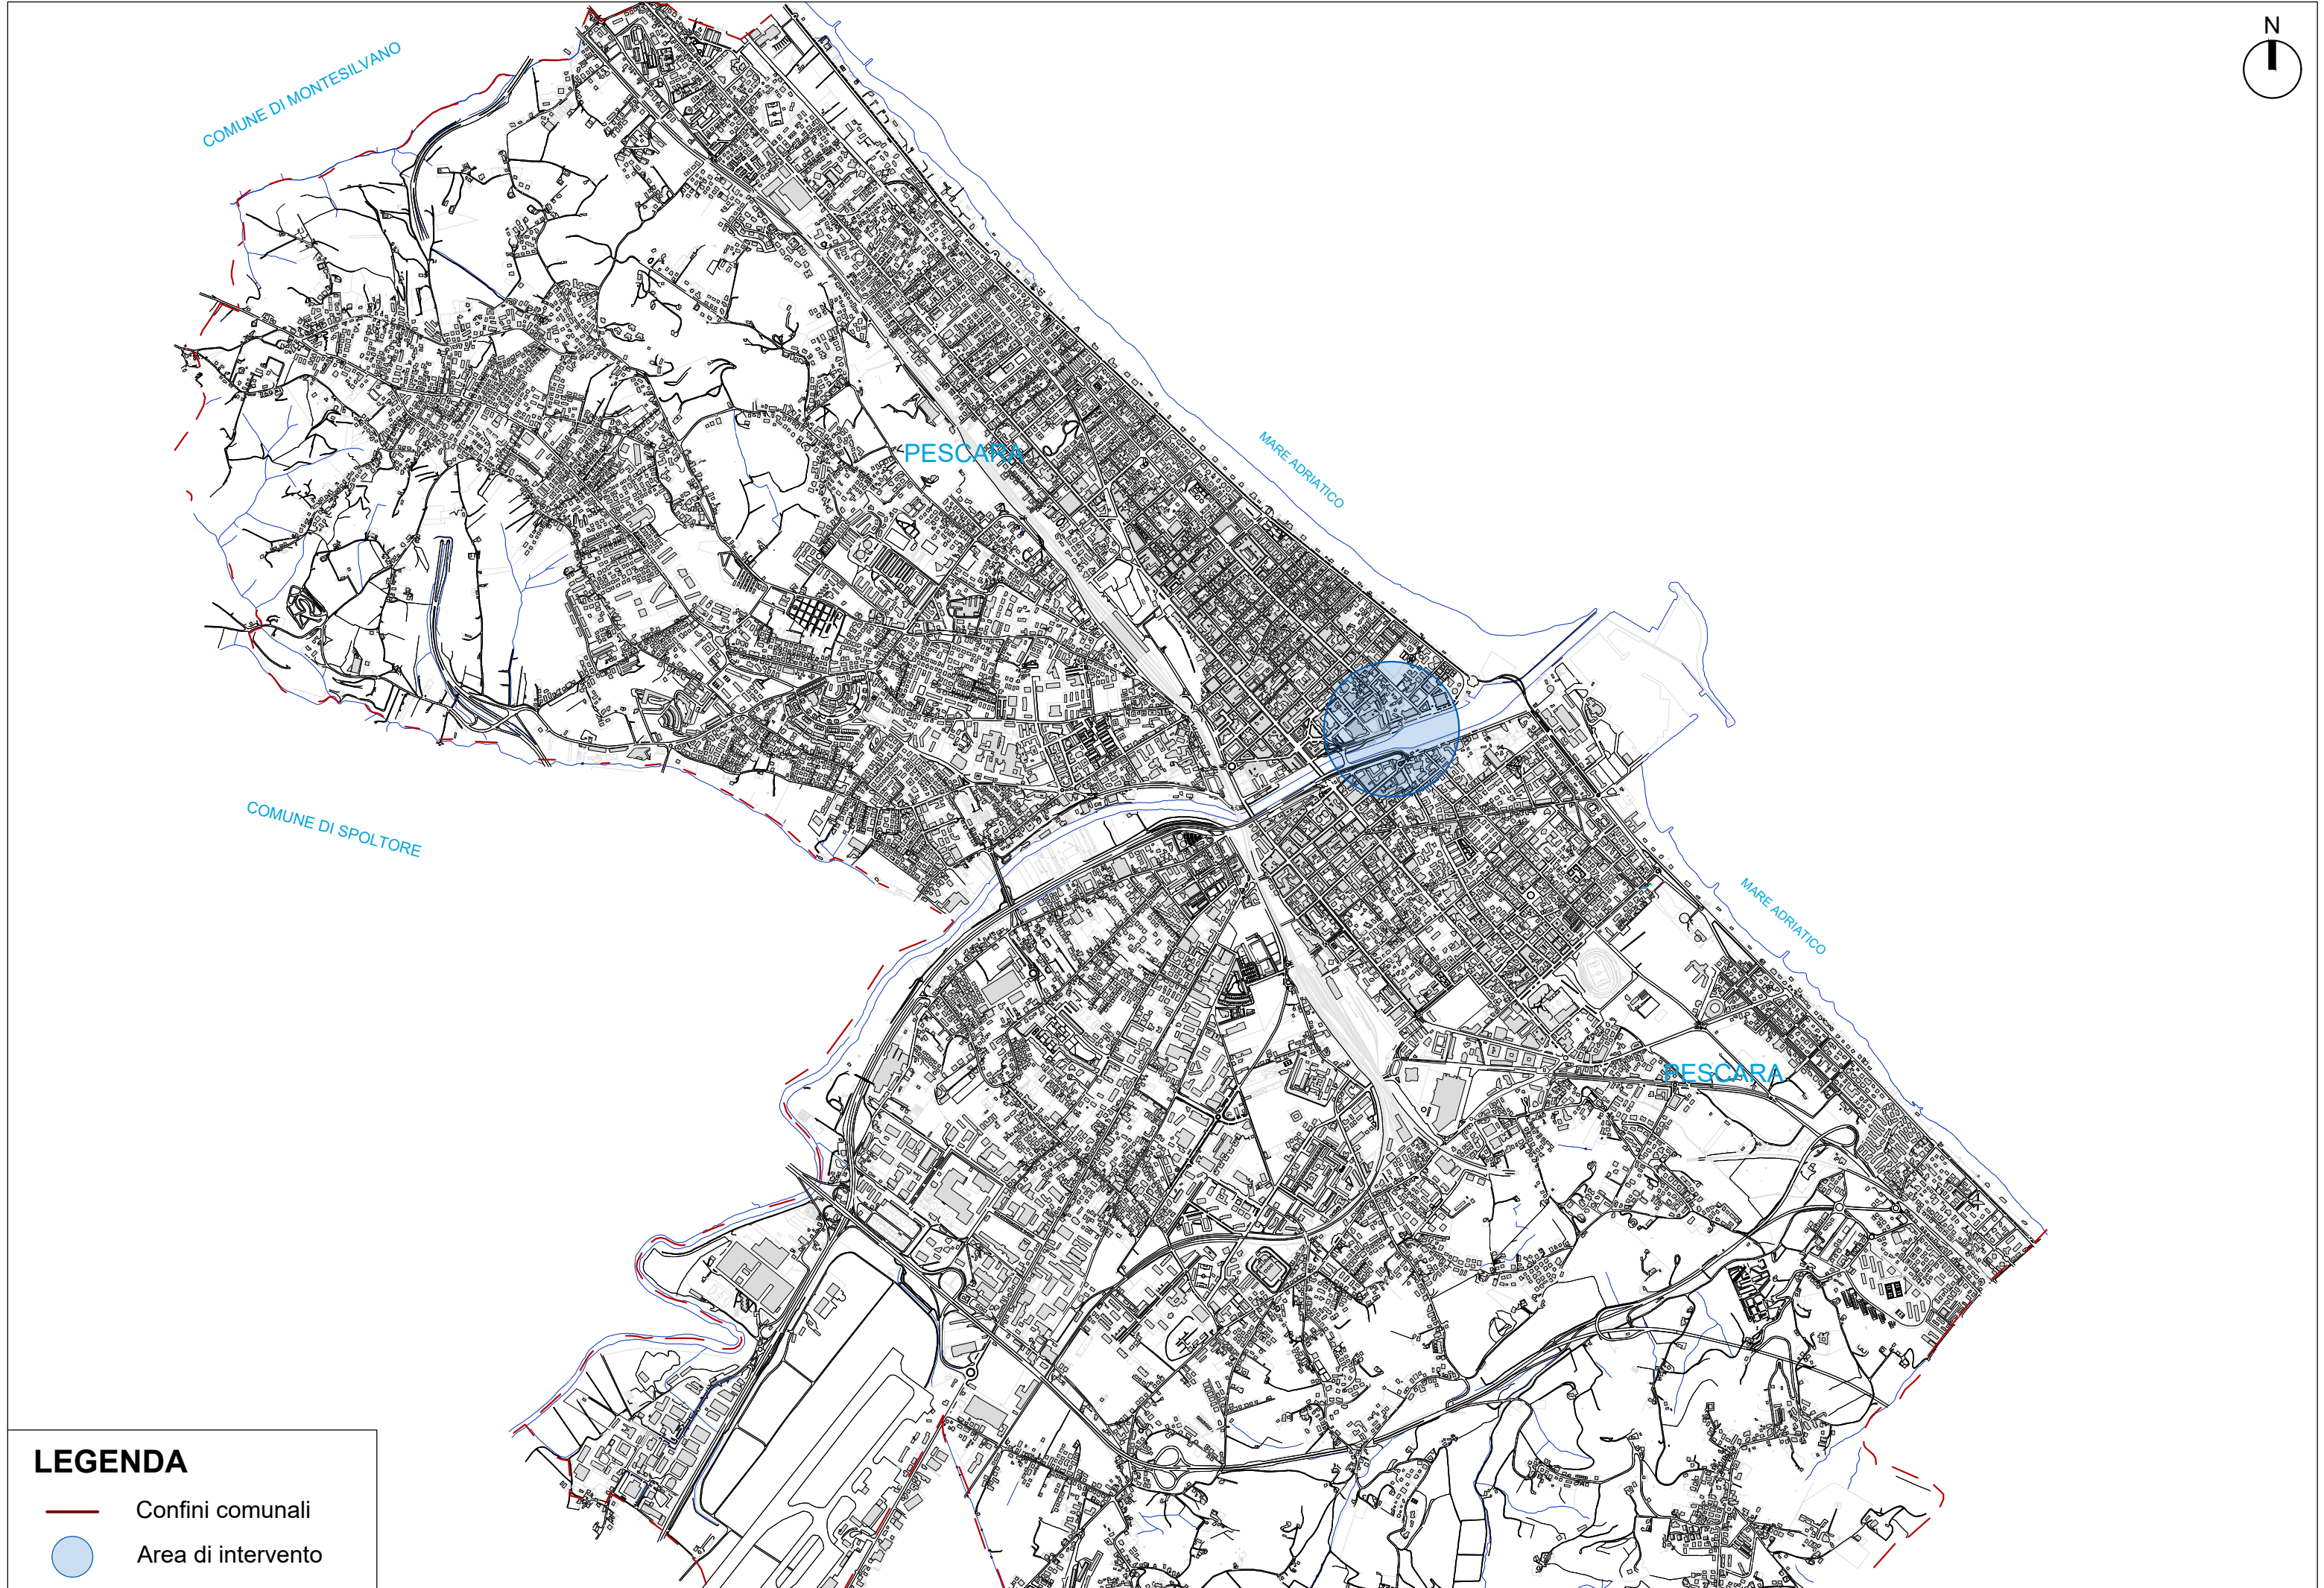 N
COMUNE DI MONTESILVANO
PESCARA
MARE ADRIATICO
COMUNE DI SPOLTORE
MARE ADRIATICO
PESCARA
LEGENDA
Confini comunali
Area di intervento